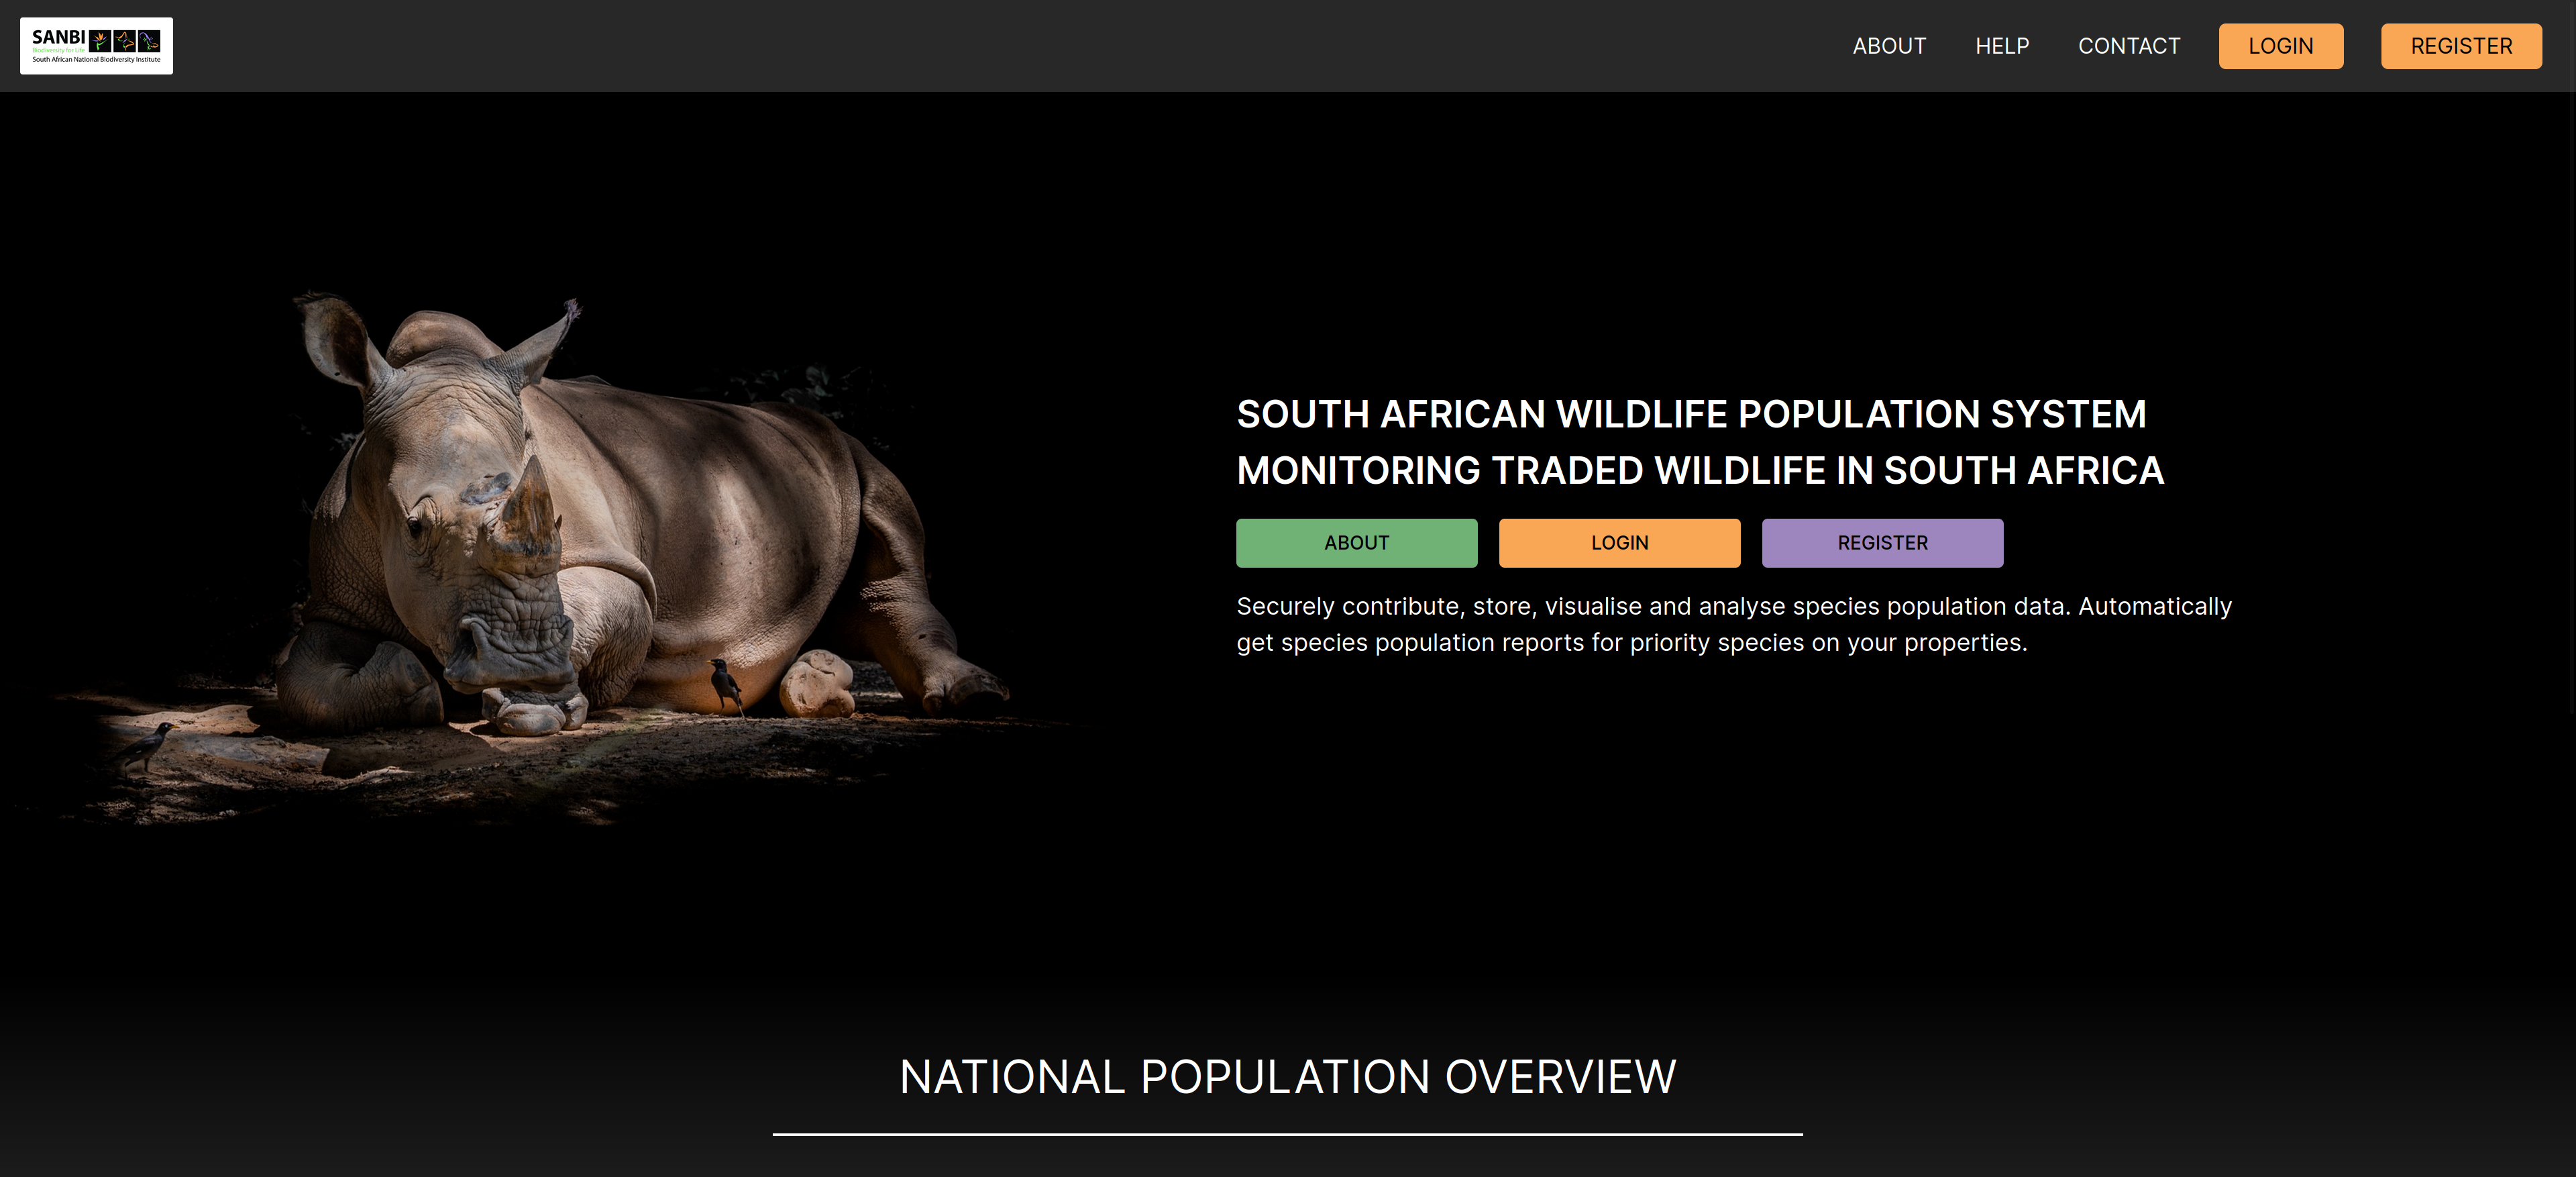 SANBI
Biodiversity for Life
South African National Biodiversity Institute
ABOUT HELP CONTACT LOGIN REGISTER
SOUTH AFRICAN WILDLIFE POPULATION SYSTEM
MONITORING TRADED WILDLIFE IN SOUTH AFRICA
ABOUT LOGIN REGISTER
Securely contribute, store, visualise and analyse species population data. Automatically
get species population reports for priority species on your properties.
NATIONAL POPULATION OVERVIEW